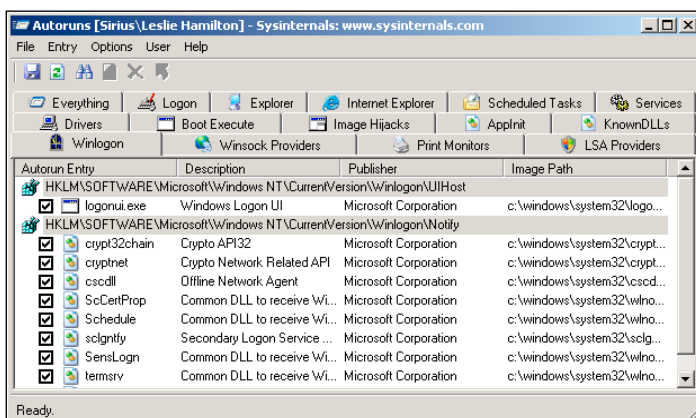 Autoruns [Sirius\Leslie Hamilton] - Sysinternals: www.sysinternals.com
File Entry Options User Help
Everything Logon Explorer Internet Explorer Scheduled Tasks Services
Drivers Boot Execute Image Hijacks AppInit KnownDLLs
Winlogon Winsock Providers Print Monitors LSA Providers
Autorun Entry Description Publisher Image Path
HKLM\SOFTWARE\Microsoft\Windows NT\CurrentVersion\Winlogon\UIHost
logonui.exe Windows Logon UI Microsoft Corporation c:\windows\system32\logo...
HKLM\SOFTWARE\Microsoft\Windows NT\CurrentVersion\Winlogon\Notify
crypt32chain Crypto API32 Microsoft Corporation c:\windows\system32\crypt...
cryptnet Crypto Network Related API Microsoft Corporation c:\windows\system32\crypt...
cscdll Offline Network Agent Microsoft Corporation c:\windows\system32\cscd...
ScCertProp Common DLL to receive Wi... Microsoft Corporation c:\windows\system32\wlno...
Schedule Common DLL to receive Wi... Microsoft Corporation c:\windows\system32\wlno...
sclgntfy Secondary Logon Service ... Microsoft Corporation c:\windows\system32\sclg...
SensLogn Common DLL to receive Wi... Microsoft Corporation c:\windows\system32\wlno...
termsrv Common DLL to receive Wi... Microsoft Corporation c:\windows\system32\wlno...
Ready.